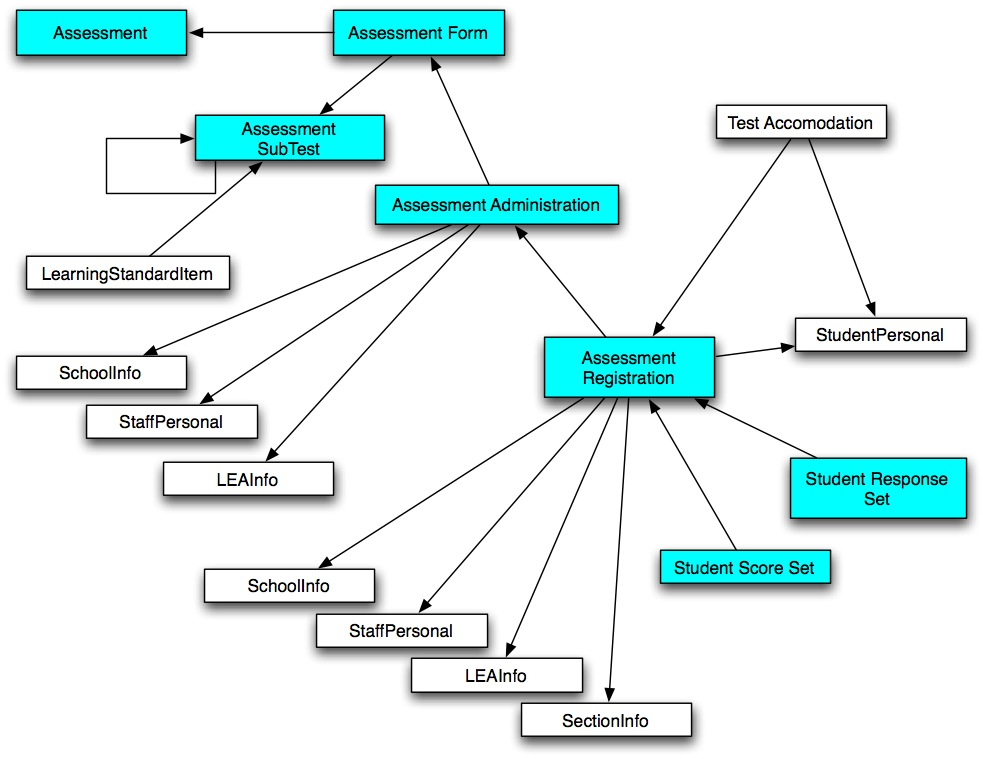 Assessment
Assessment Form
Assessment
SubTest
Test Accomodation
Assessment Administration
LearningStandardItem
StudentPersonal
SchoolInfo
Assessment
Registration
StaffPersonal
LEAInfo
Student Response
Set
Student Score Set
SchoolInfo
StaffPersonal
LEAInfo
SectionInfo